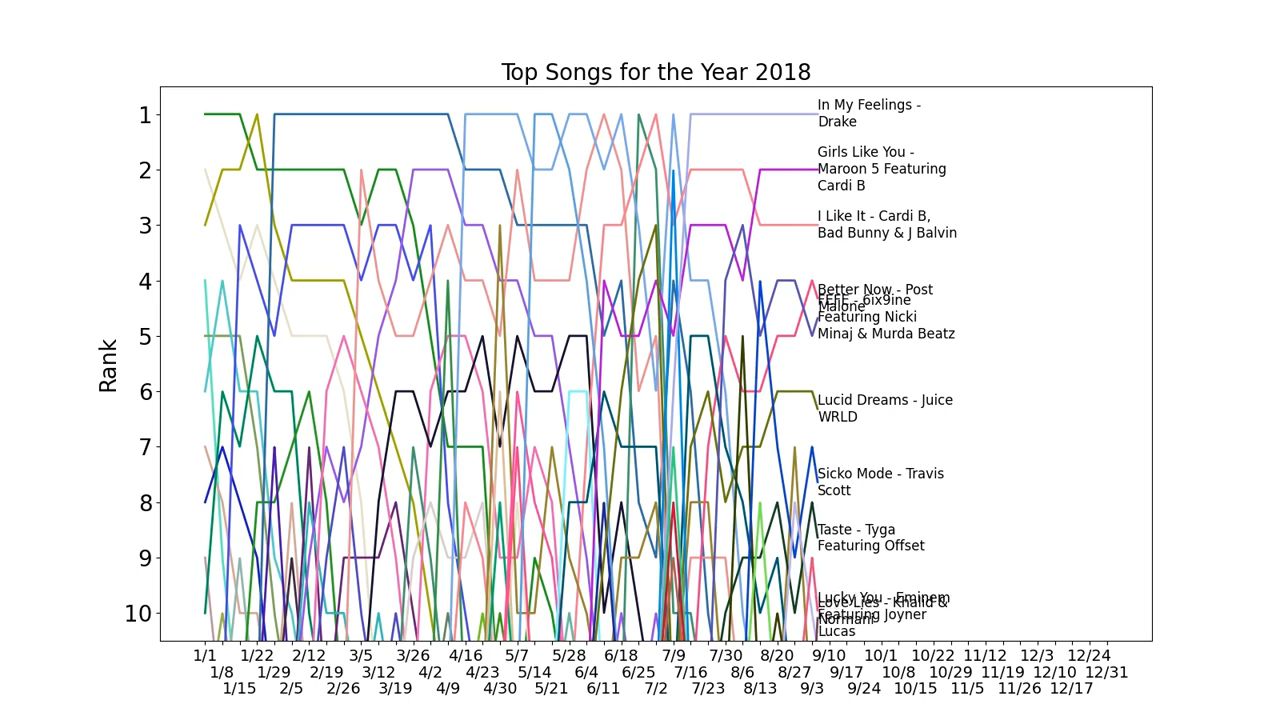 Top Songs for the Year 2018
Rank
1
2
3
4
5
6
7
8
9
10
In My Feelings -
Drake
Girls Like You -
Maroon 5 Featuring
Cardi B
I Like It - Cardi B,
Bad Bunny & J Balvin
Better Now - Post
Malone
FEFE - 6ix9ine
Featuring Nicki
Minaj & Murda Beatz
Lucid Dreams - Juice
WRLD
Sicko Mode - Travis
Scott
Taste - Tyga
Featuring Offset
Lucky You - Eminem
Featuring Joyner
Lucas
Love Lies - Khalid &
Normani
1/1 1/22 2/12 3/5 3/26 4/16 5/7 5/28 6/18 7/9 7/30 8/20 9/10 10/1 10/22 11/12 12/3 12/24
1/8 1/29 2/19 3/12 4/2 4/23 5/14 6/4 6/25 7/16 8/6 8/27 9/17 10/8 10/29 11/19 12/10 12/31
1/15 2/5 2/26 3/19 4/9 4/30 5/21 6/11 7/2 7/23 8/13 9/3 9/24 10/15 11/5 11/26 12/17